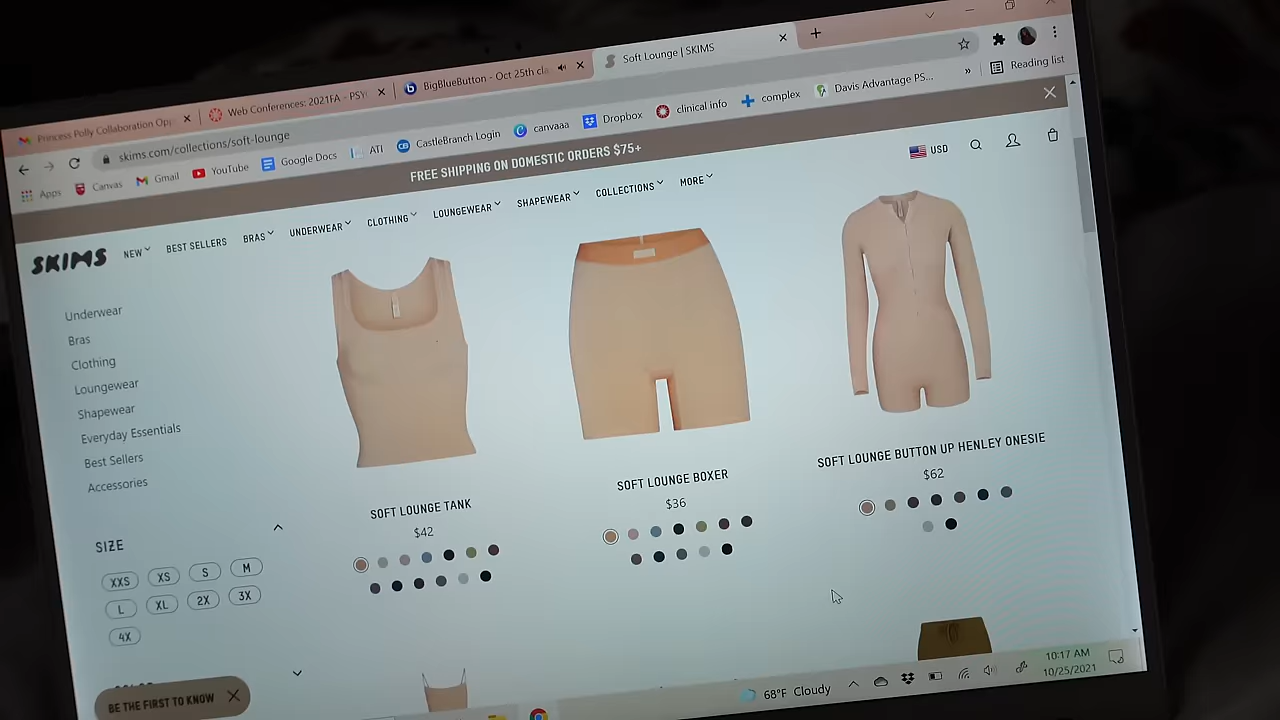 Princess Polly Collaboration Opp
Web Conferences: 2021FA - PSY
BigBlueButton - Oct 25th cla
Soft Lounge | SKIMS
skims.com/collections/soft-lounge
Reading list
Apps
Canvas
Gmail
YouTube
Google Docs
ATI
CastleBranch Login
canvaaa
Dropbox
clinical info
complex
Davis Advantage PS...
»
FREE SHIPPING ON DOMESTIC ORDERS $75+
SKIMS
NEW
BEST SELLERS
BRAS
UNDERWEAR
CLOTHING
LOUNGEWEAR
SHAPEWEAR
COLLECTIONS
MORE
USD
Underwear
Bras
Clothing
Loungewear
Shapewear
Everyday Essentials
Best Sellers
Accessories
SIZE
XXS XS S M
L XL 2X 3X
4X
SOFT LOUNGE TANK
$42
SOFT LOUNGE BOXER
$36
SOFT LOUNGE BUTTON UP HENLEY ONESIE
$62
BE THE FIRST TO KNOW
68°F Cloudy
10:17 AM
10/25/2021